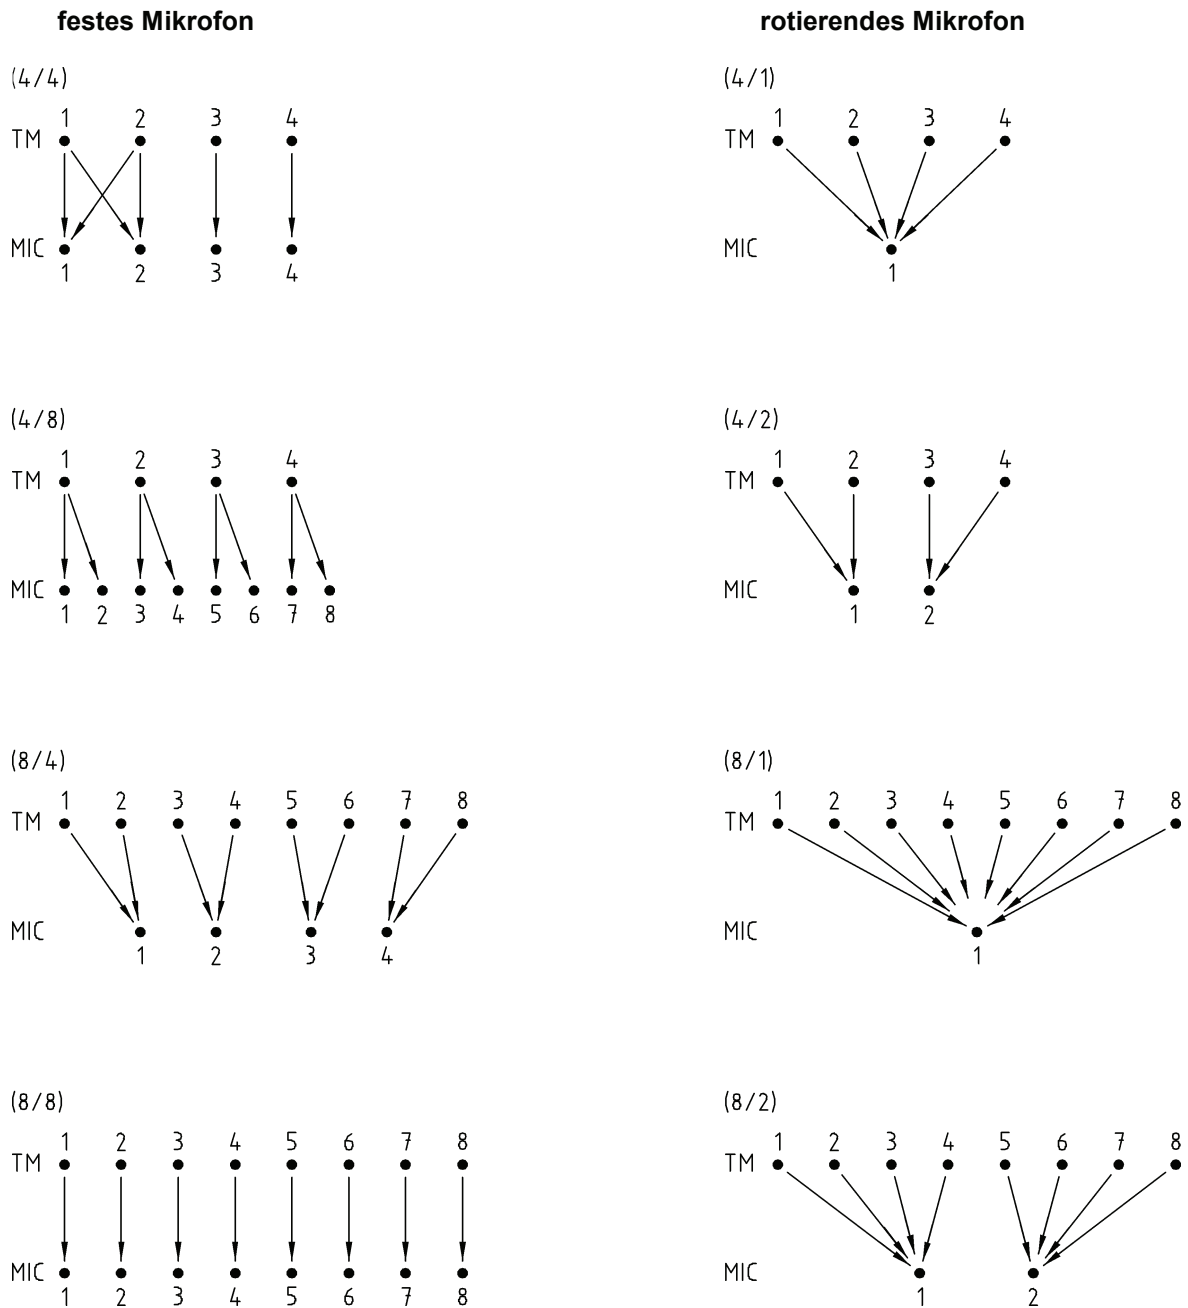 festes Mikrofon
rotierendes Mikrofon
(4/4)
1 2 3 4
TM
MIC
1 2 3 4
(4/1)
1 2 3 4
TM
MIC
1
(4/8)
1 2 3 4
TM
MIC
1 2 3 4 5 6 7 8
(4/2)
1 2 3 4
TM
MIC
1 2
(8/4)
1 2 3 4 5 6 7 8
TM
MIC
1 2 3 4
(8/1)
1 2 3 4 5 6 7 8
TM
MIC
1
(8/8)
1 2 3 4 5 6 7 8
TM
MIC
1 2 3 4 5 6 7 8
(8/2)
1 2 3 4 5 6 7 8
TM
MIC
1 2